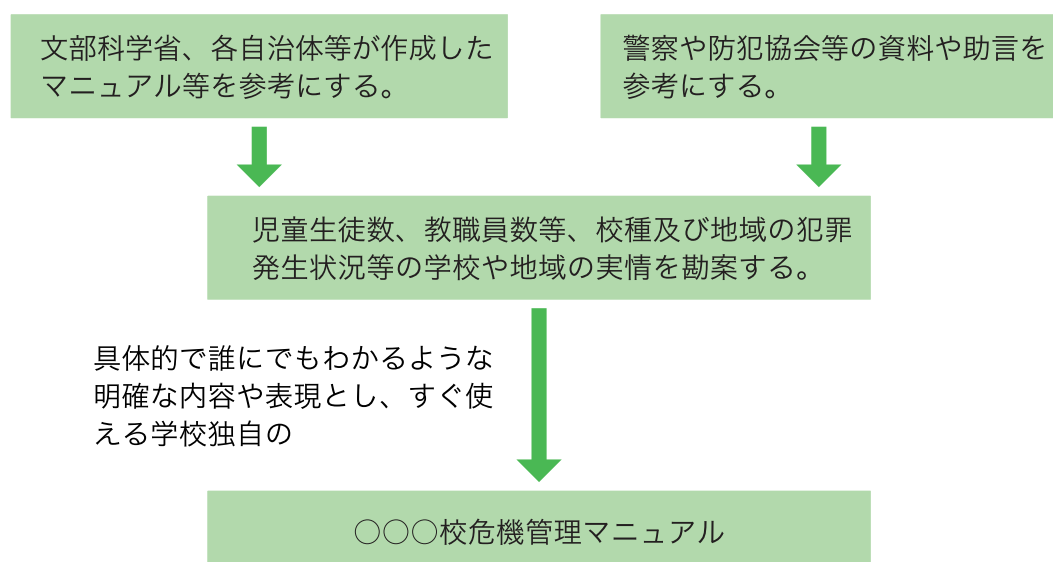 文部科学省、各自治体等が作成した
マニュアル等を参考にする。
警察や防犯協会等の資料や助言を
参考にする。
児童生徒数、教職員数等、校種及び地域の犯罪
発生状況等の学校や地域の実情を勘案する。
具体的で誰にでもわかるような
明確な内容や表現とし、すぐ使
える学校独自の
○○○校危機管理マニュアル